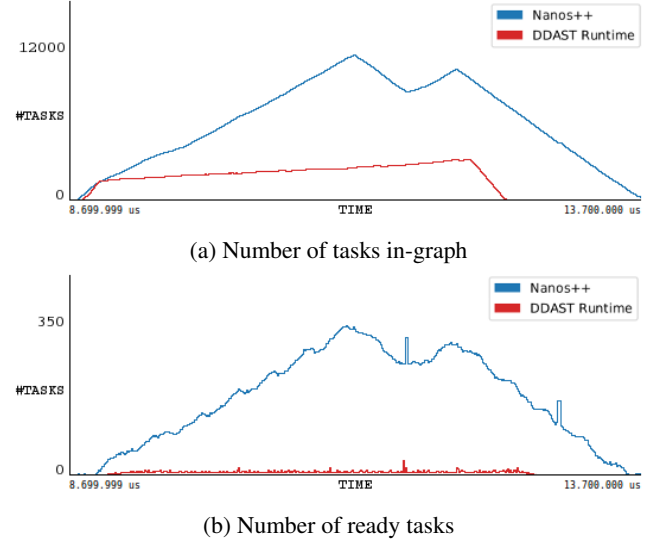 Nanos++
DDAST Runtime
12000
#TASKS
0
8.699.999 us
TIME
13.700.000 us
(a) Number of tasks in-graph
Nanos++
DDAST Runtime
350
#TASKS
0
8.699.999 us
TIME
13.700.000 us
(b) Number of ready tasks